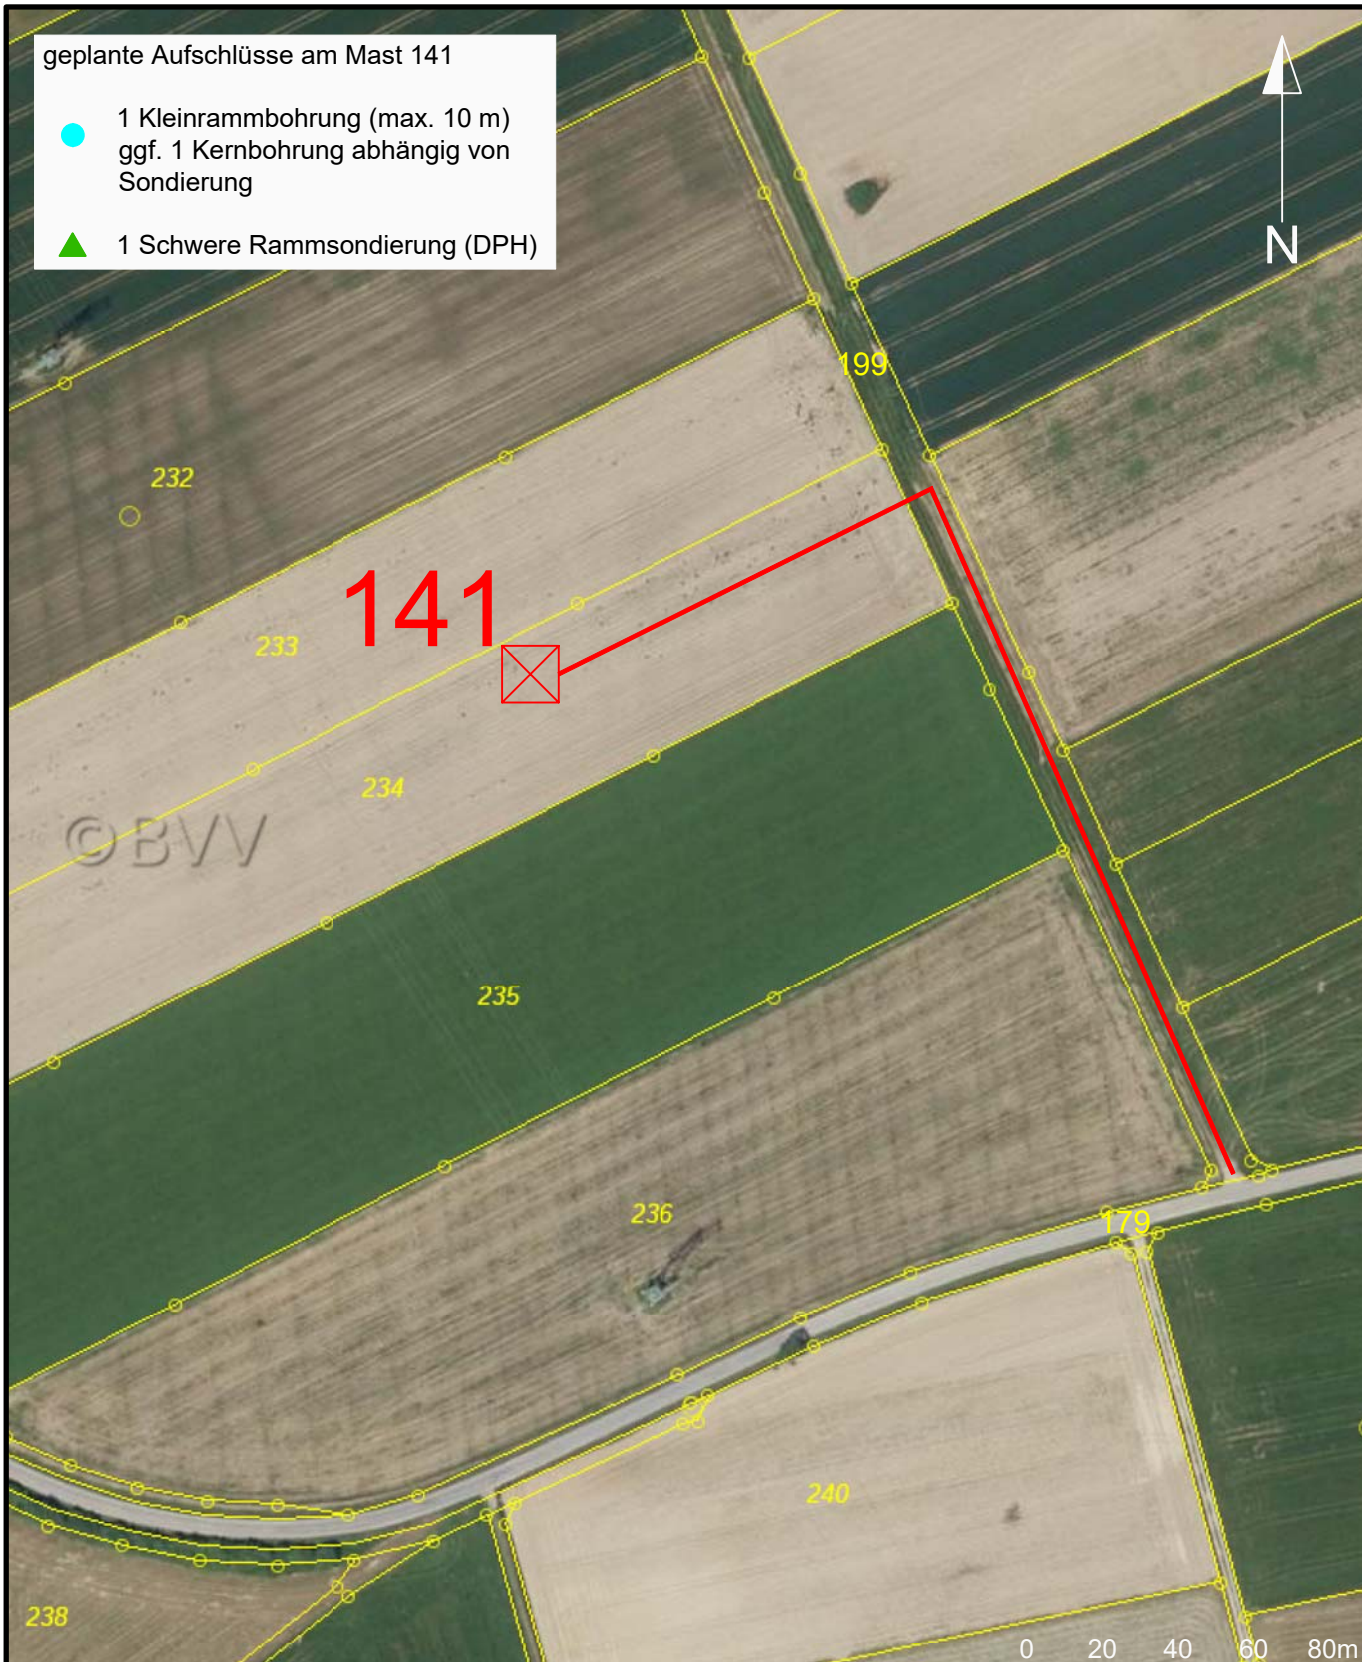 geplante Aufschlüsse am Mast 141
1 Kleinrammbohrung (max. 10 m)
ggf. 1 Kernbohrung abhängig von
Sondierung
1 Schwere Rammsondierung (DPH)
N
199
232
141
233
234
©BVV
235
236
179
240
238
0 20 40 60 80m